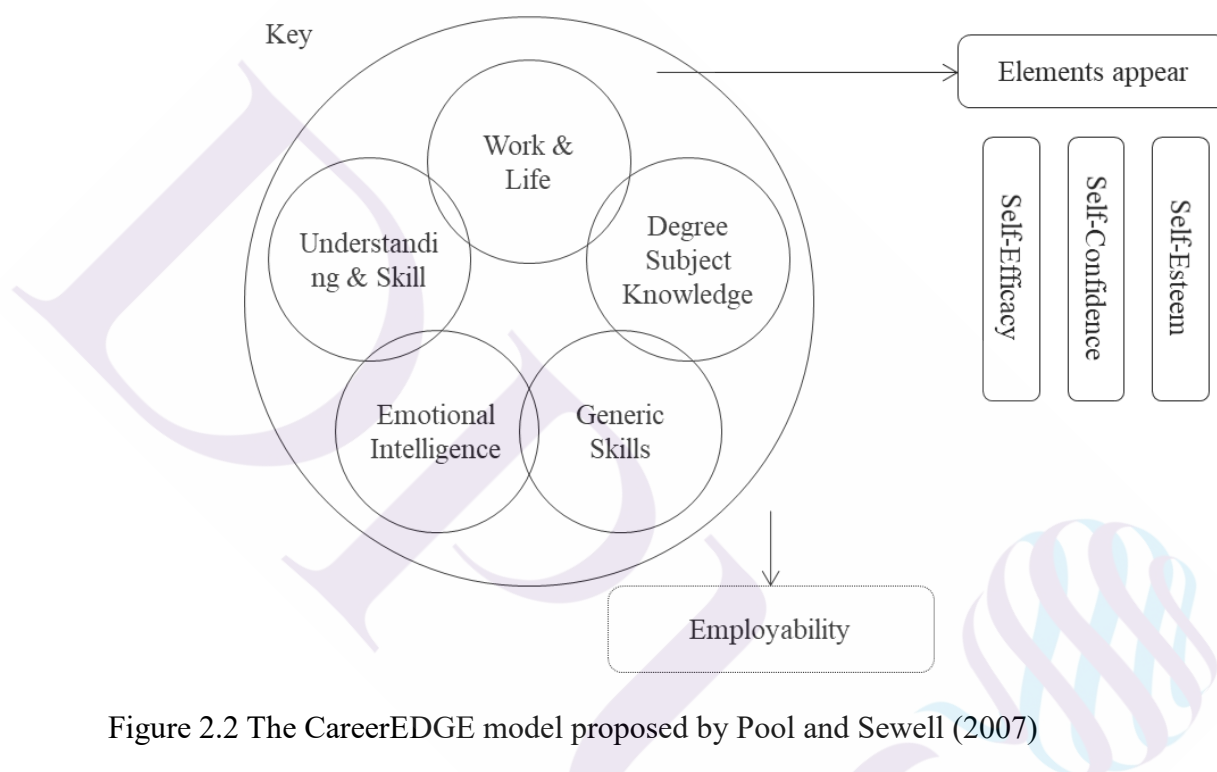 Key
Elements appear
Work &
Life
Understandi
ng & Skill
Degree
Subject
Knowledge
Emotional
Intelligence
Generic
Skills
Self-Efficacy
Self-Confidence
Self-Esteem
Employability
Figure 2.2 The CareerEDGE model proposed by Pool and Sewell (2007)